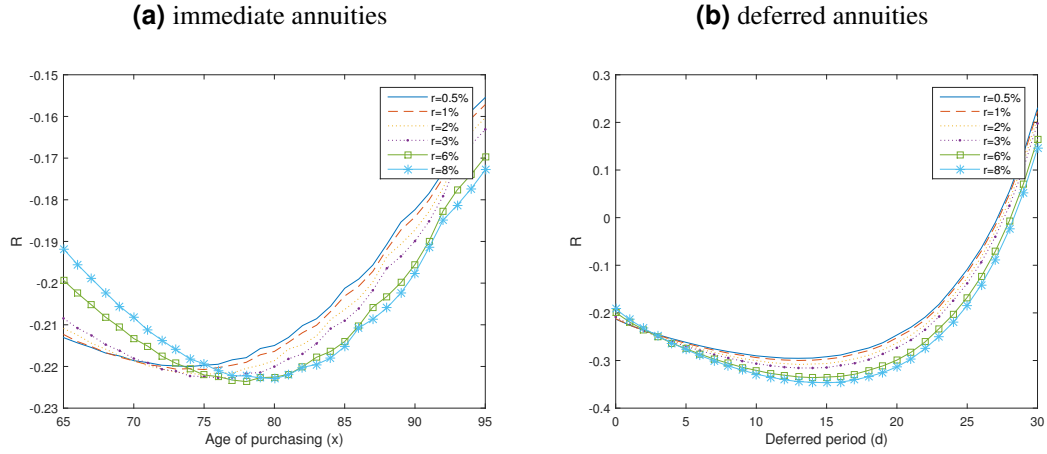 (a) immediate annuities
-0.15
-0.16
-0.17
-0.18
-0.19
-0.2
-0.21
-0.22
-0.23
R
65 70 75 80 85 90 95
Age of purchasing (x)
r=0.5%
r=1%
r=2%
r=3%
r=6%
r=8%
(b) deferred annuities
0.3
0.2
0.1
0
-0.1
-0.2
-0.3
-0.4
R
0 5 10 15 20 25 30
Deferred period (d)
r=0.5%
r=1%
r=2%
r=3%
r=6%
r=8%